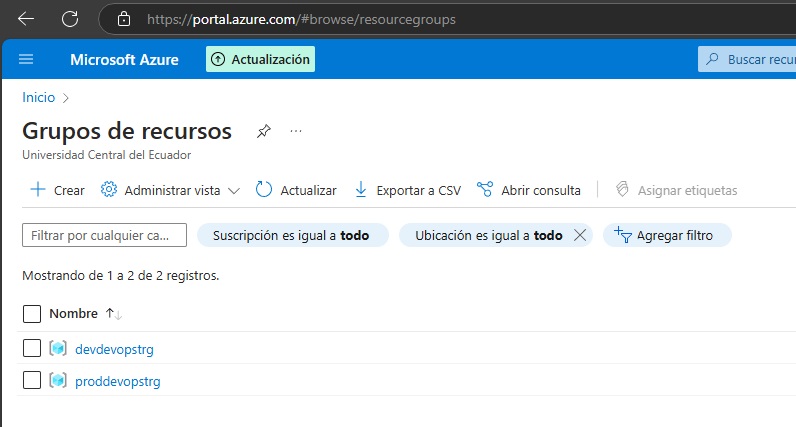 https://portal.azure.com/#browse/resourcegroups
Microsoft Azure Actualización Buscar recur
Inicio
Grupos de recursos
Universidad Central del Ecuador
Crear Administrar vista Actualizar Exportar a CSV Abrir consulta Asignar etiquetas
Filtrar por cualquier ca... Suscripción es igual a todo Ubicación es igual a todo Agregar filtro
Mostrando de 1 a 2 de 2 registros.
Nombre
devdevopstrg
proddevopstrg